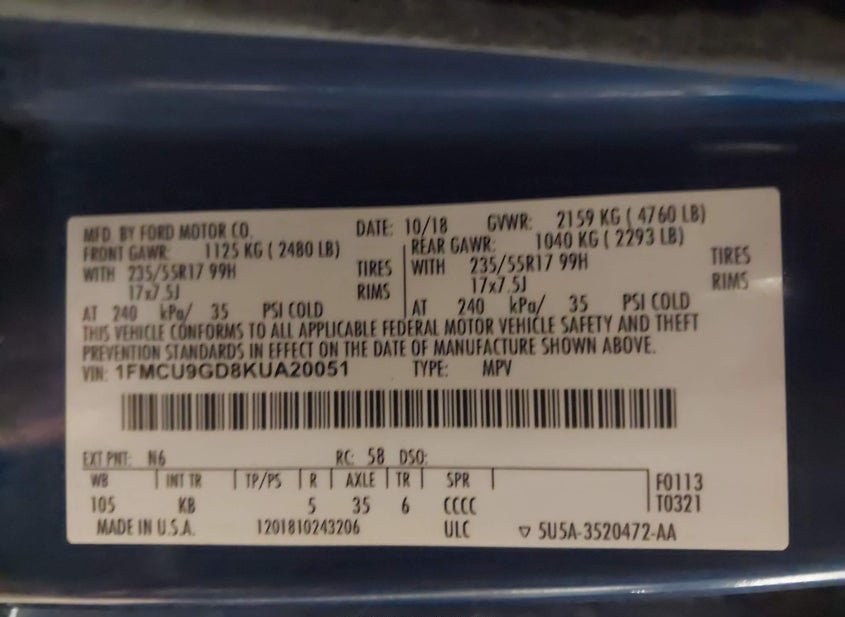 MFD. BY FORD MOTOR CO. DATE: 10/18 GVWR: 2159 KG ( 4760 LB)
FRONT GAWR: 1125 KG ( 2480 LB) REAR GAWR: 1040 KG ( 2293 LB)
WITH 235/55R17 99H TIRES WITH 235/55R17 99H TIRES
17x7.5J RIMS 17x7.5J RIMS
AT 240 kPa/ 35 PSI COLD AT 240 kPa/ 35 PSI COLD
THIS VEHICLE CONFORMS TO ALL APPLICABLE FEDERAL MOTOR VEHICLE SAFETY AND THEFT
PREVENTION STANDARDS IN EFFECT ON THE DATE OF MANUFACTURE SHOWN ABOVE.
VIN: 1FMCU9GD8KUA20051 TYPE: MPV
EXT PNT: N6 RC: 58 DSO:
WB INT TR TP/PS R AXLE TR SPR F0113
105 KB 5 35 6 CCCC T0321
MADE IN U.S.A. 1201810243206 ULC ▽ 5U5A-3520472-AA